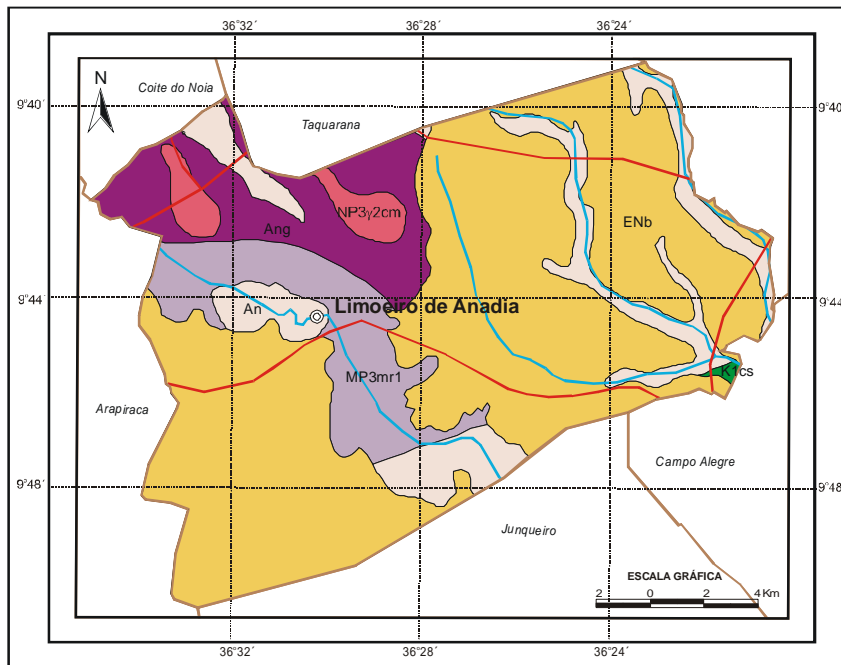 36°32´ 36°28´ 36°24´
N
Coite do Noia
9°40´
9°40´
Taquarana
NP3γ2cm
ENb
Ang
9°44´
9°44´
An
Limoeiro de Anadia
K1cs
MP3mr1
Arapiraca
Campo Alegre
9°48´
9°48´
Junqueiro
ESCALA GRÁFICA
2 0 2 4 Km
36°32´ 36°28´ 36°24´